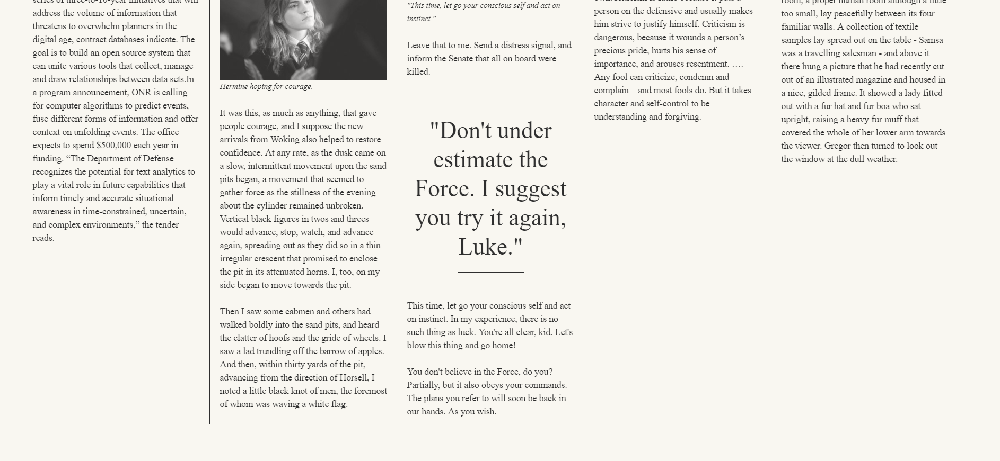 series of three-to-10-year initiatives that will
address the volume of information that
threatens to overwhelm planners in the
digital age, contract databases indicate. The
goal is to build an open source system that
can unite various tools that collect, manage
and draw relationships between data sets.In
a program announcement, ONR is calling
for computer algorithms to predict events,
fuse different forms of information and offer
context on unfolding events. The office
expects to spend $500,000 each year in
funding. “The Department of Defense
recognizes the potential for text analytics to
play a vital role in future capabilities that
inform timely and accurate situational
awareness in time-constrained, uncertain,
and complex environments,” the tender
reads.
Hermine hoping for courage.
It was this, as much as anything, that gave
people courage, and I suppose the new
arrivals from Woking also helped to restore
confidence. At any rate, as the dusk came on
a slow, intermittent movement upon the sand
pits began, a movement that seemed to
gather force as the stillness of the evening
about the cylinder remained unbroken.
Vertical black figures in twos and threes
would advance, stop, watch, and advance
again, spreading out as they did so in a thin
irregular crescent that promised to enclose
the pit in its attenuated horns. I, too, on my
side began to move towards the pit.
Then I saw some cabmen and others had
walked boldly into the sand pits, and heard
the clatter of hoofs and the gride of wheels. I
saw a lad trundling off the barrow of apples.
And then, within thirty yards of the pit,
advancing from the direction of Horsell, I
noted a little black knot of men, the foremost
of whom was waving a white flag.
"This time, let go your conscious self and act on
instinct."
Leave that to me. Send a distress signal, and
inform the Senate that all on board were
killed.
"Don't under
estimate the
Force. I suggest
you try it again,
Luke."
This time, let go your conscious self and act
on instinct. In my experience, there is no
such thing as luck. You're all clear, kid. Let's
blow this thing and go home!
You don't believe in the Force, do you?
Partially, but it also obeys your commands.
The plans you refer to will soon be back in
our hands. As you wish.
person on the defensive and usually makes
him strive to justify himself. Criticism is
dangerous, because it wounds a person’s
precious pride, hurts his sense of
importance, and arouses resentment. ….
Any fool can criticize, condemn and
complain—and most fools do. But it takes
character and self-control to be
understanding and forgiving.
room, a proper human room although a little
too small, lay peacefully between its four
familiar walls. A collection of textile
samples lay spread out on the table - Samsa
was a travelling salesman - and above it
there hung a picture that he had recently cut
out of an illustrated magazine and housed in
a nice, gilded frame. It showed a lady fitted
out with a fur hat and fur boa who sat
upright, raising a heavy fur muff that
covered the whole of her lower arm towards
the viewer. Gregor then turned to look out
the window at the dull weather.